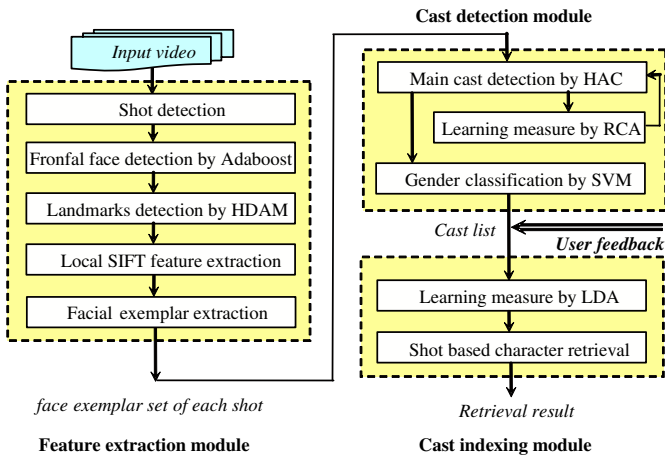 Input video
Shot detection
Fronfal face detection by Adaboost
Landmarks detection by HDAM
Local SIFT feature extraction
Facial exemplar extraction
face exemplar set of each shot
Feature extraction module
Cast detection module
Main cast detection by HAC
Learning measure by RCA
Gender classification by SVM
Cast list
User feedback
Learning measure by LDA
Shot based character retrieval
Retrieval result
Cast indexing module